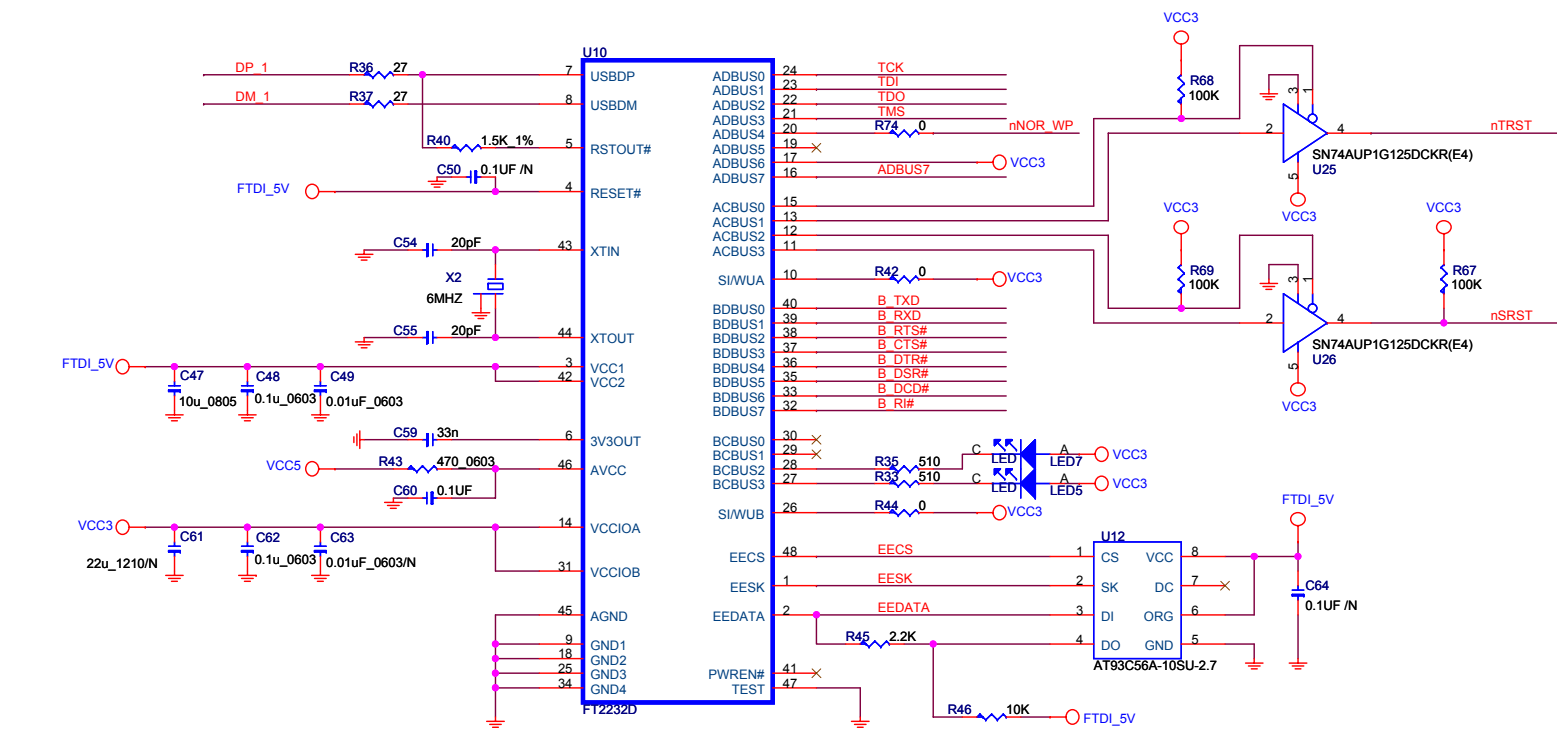 VCC3
U10
DP_1 R36 27 7 USBDP
DM_1 R37 27 8 USBDM
R40 1.5K_1% 5 RSTOUT#
C50 0.1UF /N
FTDI_5V 4 RESET#
C54 20pF 43 XTIN
X2
6MHZ
C55 20pF 44 XTOUT
FTDI_5V 3 VCC1
42 VCC2
C47 C48 C49
10u_0805 0.1u_0603 0.01uF_0603
C59 33n 6 3V3OUT
VCC5 R43 470_0603 46 AVCC
C60 0.1UF
VCC3 14 VCCIOA
C61 C62 C63
22u_1210/N 0.1u_0603 0.01uF_0603/N
31 VCCIOB
45 AGND
9 GND1
18 GND2
25 GND3
34 GND4
FT2232D
ADBUS0 24 TCK
ADBUS1 23 TDI
ADBUS2 22 TDO
ADBUS3 21 TMS
ADBUS4 20 R74 0 nNOR_WP
ADBUS5 19
ADBUS6 17 VCC3
ADBUS7 16 ADBUS7
ACBUS0 15
ACBUS1 13
ACBUS2 12
ACBUS3 11
SI/WUA 10 R42 0 VCC3
BDBUS0 40 B_TXD
BDBUS1 39 B_RXD
BDBUS2 38 B_RTS#
BDBUS3 37 B_CTS#
BDBUS4 36 B_DTR#
BDBUS5 35 B_DSR#
BDBUS6 33 B_DCD#
BDBUS7 32 B_RI#
BCBUS0 30
BCBUS1 29
BCBUS2 28 R35 510 C LED A LED7 VCC3
BCBUS3 27 R33 510 C LED A LED5 VCC3
SI/WUB 26 R44 0 VCC3
EECS 48 EECS
EESK 1 EESK
EEDATA 2 EEDATA
R45 2.2K
PWREN# 41
TEST 47
R46 10K FTDI_5V
U12
1 CS VCC 8
2 SK DC 7
3 DI ORG 6
4 DO GND 5
AT93C56A-10SU-2.7
FTDI_5V
C64
0.1UF /N
R68
100K
3 1
2 4 nTRST
SN74AUP1G125DCKR(E4)
U25
5
VCC3
VCC3
R69
100K
3 1
2 4 nSRST
SN74AUP1G125DCKR(E4)
U26
5
VCC3
VCC3
R67
100K